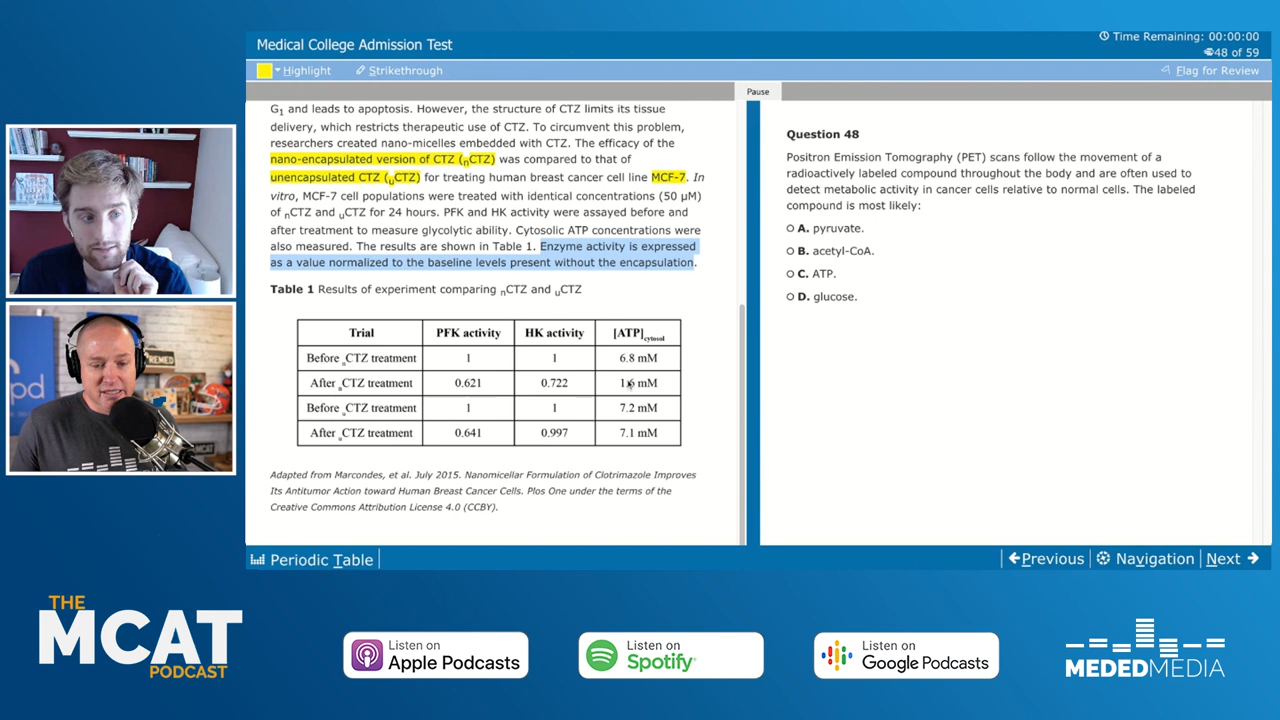 Medical College Admission Test
Time Remaining: 00:00:00
48 of 59
Highlight
Strikethrough
Flag for Review
Pause
G1 and leads to apoptosis. However, the structure of CTZ limits its tissue
delivery, which restricts therapeutic use of CTZ. To circumvent this problem,
researchers created nano-micelles embedded with CTZ. The efficacy of the
nano-encapsulated version of CTZ (nCTZ) was compared to that of
unencapsulated CTZ (uCTZ) for treating human breast cancer cell line MCF-7. In
vitro, MCF-7 cell populations were treated with identical concentrations (50 µM)
of nCTZ and uCTZ for 24 hours. PFK and HK activity were assayed before and
after treatment to measure glycolytic ability. Cytosolic ATP concentrations were
also measured. The results are shown in Table 1. Enzyme activity is expressed
as a value normalized to the baseline levels present without the encapsulation.
Table 1 Results of experiment comparing nCTZ and uCTZ
Trial PFK activity HK activity [ATP]cytosol
Before nCTZ treatment 1 1 6.8 mM
After nCTZ treatment 0.621 0.722 mM
Before uCTZ treatment 1 1 7.2 mM
After uCTZ treatment 0.641 0.997 7.1 mM
Adapted from Marcondes, et al. July 2015. Nanomicellar Formulation of Clotrimazole Improves
Its Antitumor Action toward Human Breast Cancer Cells. Plos One under the terms of the
Creative Commons Attribution License 4.0 (CCBY).
Question 48
Positron Emission Tomography (PET) scans follow the movement of a
radioactively labeled compound throughout the body and are often used to
detect metabolic activity in cancer cells relative to normal cells. The labeled
compound is most likely:
A. pyruvate.
B. acetyl-CoA.
C. ATP.
D. glucose.
Periodic Table
Previous
Navigation
Next
pd
REMED
MCAT
THE
MCAT
PODCAST
Listen on
Apple Podcasts
Listen on
Spotify
Listen on
Google Podcasts
MEDEDMEDIA